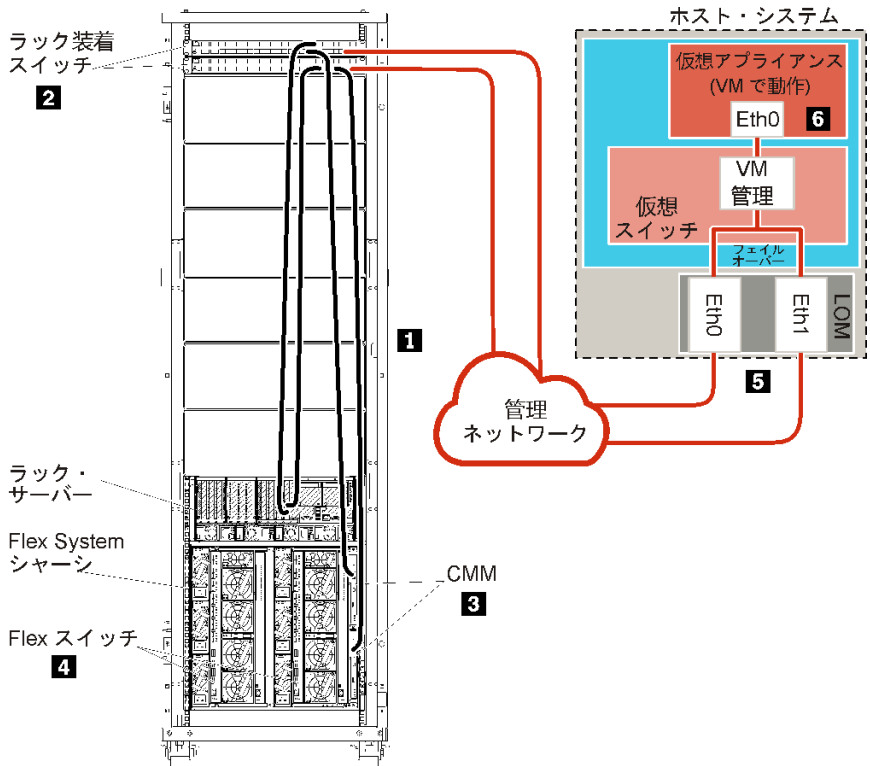 ラック装着
スイッチ
2
ラック・
サーバー
Flex System
シャーシ
Flex スイッチ
4
1
CMM
3
管理
ネットワーク
ホスト・システム
仮想アプライアンス
(VM で動作)
Eth0
6
VM
管理
仮想
スイッチ
フェイル
オーバー
Eth0
Eth1
LOM
5